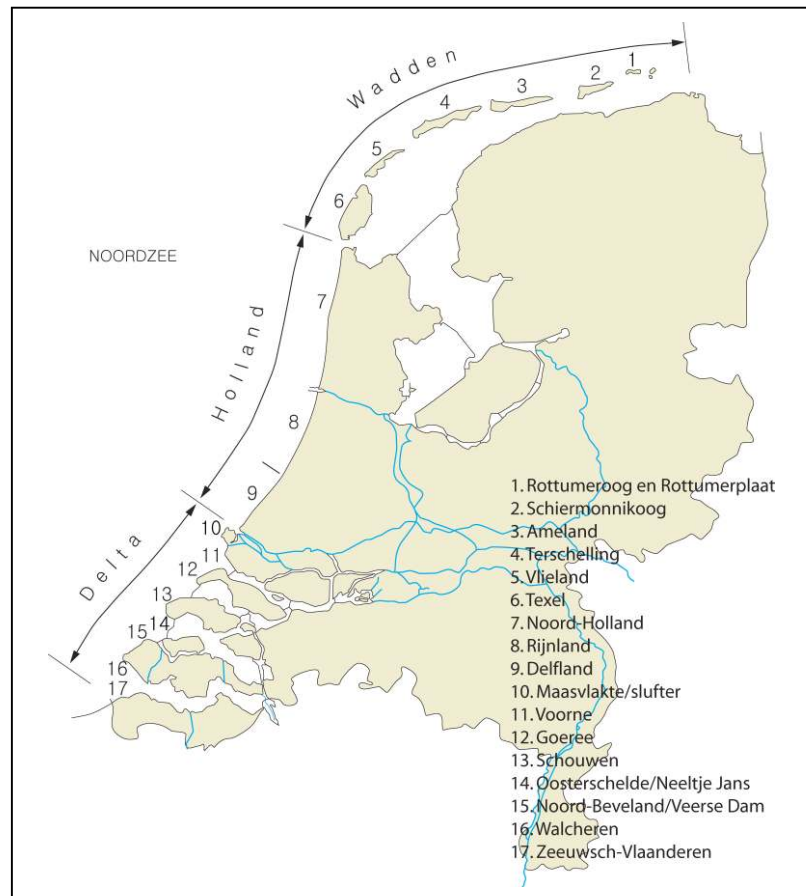 Wadden
1
2
3
4
5
6
NOORDZEE
7
Holland
8
9
10
11
12
Delta
13
14
15
16
17
1. Rottumeroog en Rottumerplaat
2. Schiermonnikoog
3. Ameland
4. Terschelling
5. Vlieland
6. Texel
7. Noord-Holland
8. Rijnland
9. Delfland
10. Maasvlakte/slufter
11. Voorne
12. Goeree
13. Schouwen
14. Oosterschelde/Neeltje Jans
15. Noord-Beveland/Veerse Dam
16. Walcheren
17. Zeeuwsch-Vlaanderen